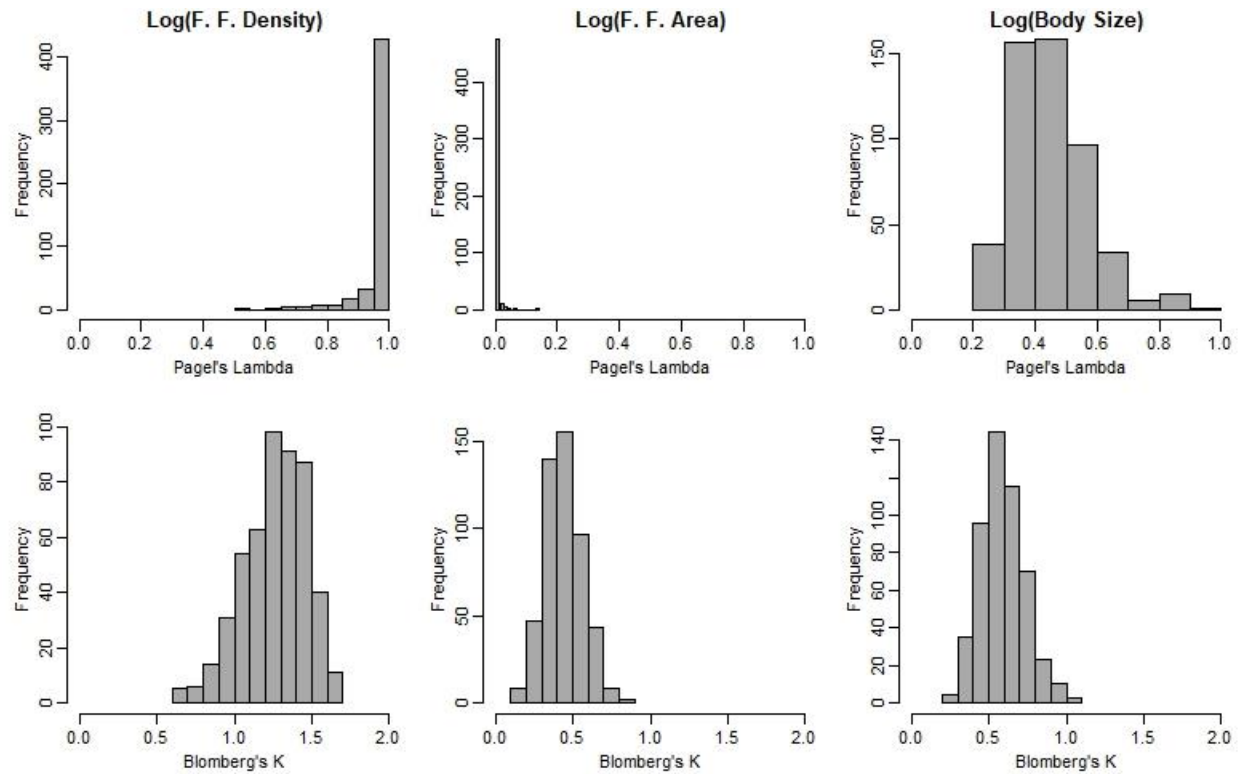 Log(F. F. Density)
Frequency
0 100 200 300 400
0.0 0.2 0.4 0.6 0.8 1.0
Pagel's Lambda
Log(F. F. Area)
Frequency
0 100 200 300 400
0.0 0.2 0.4 0.6 0.8 1.0
Pagel's Lambda
Log(Body Size)
Frequency
0 50 100 150
0.0 0.2 0.4 0.6 0.8 1.0
Pagel's Lambda
Frequency
0 20 40 60 80 100
0.0 0.5 1.0 1.5 2.0
Blomberg's K
Frequency
0 50 100 150
0.0 0.5 1.0 1.5 2.0
Blomberg's K
Frequency
0 20 40 60 80 100 140
0.0 0.5 1.0 1.5 2.0
Blomberg's K